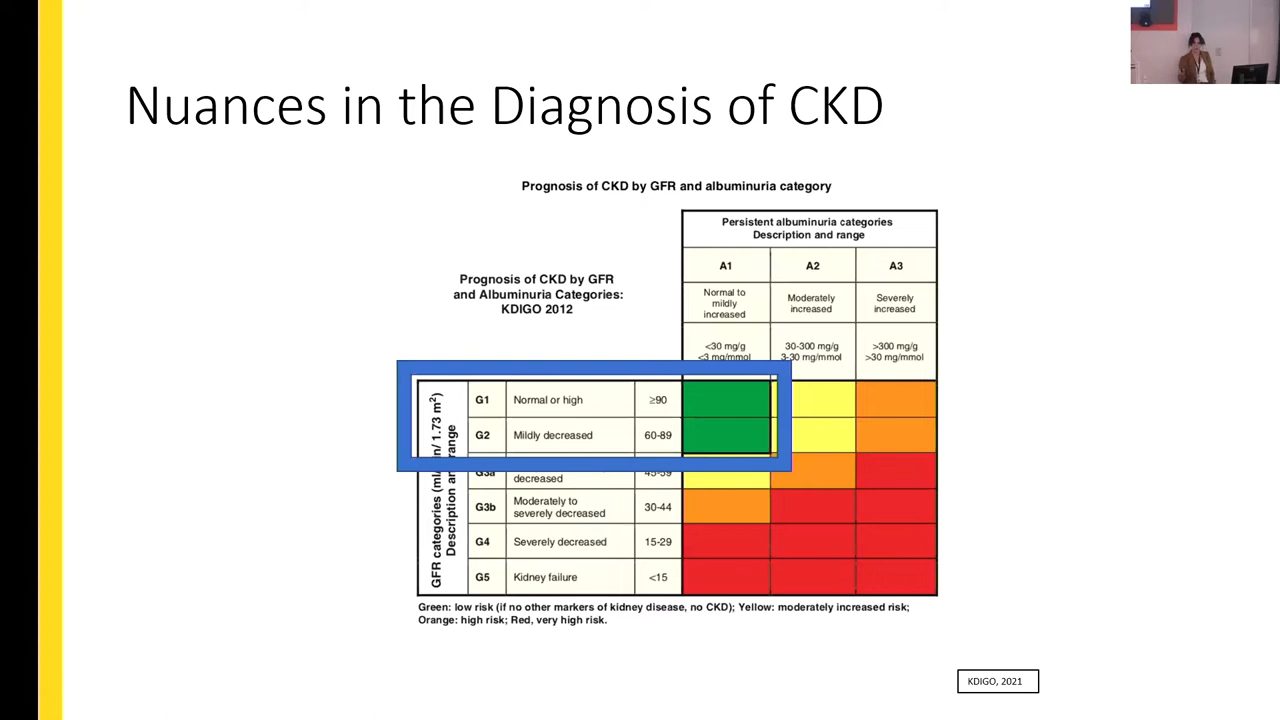 Nuances in the Diagnosis of CKD
Prognosis of CKD by GFR and albuminuria category
Prognosis of CKD by GFR
and Albuminuria Categories:
KDIGO 2012
Persistent albuminuria categories
Description and range
A1
A2
A3
Normal to
mildly
increased
Moderately
increased
Severely
increased
<30 mg/g
<3 mg/mmol
30-300 mg/g
3-30 mg/mmol
>300 mg/g
>30 mg/mmol
GFR categories (ml/ in/ 1.73 m²)
Description an range
G1 Normal or high ≥90
G2 Mildly decreased 60-89
G3a decreased 45-59
G3b Moderately to
severely decreased 30-44
G4 Severely decreased 15-29
G5 Kidney failure <15
Green: low risk (if no other markers of kidney disease, no CKD); Yellow: moderately increased risk;
Orange: high risk; Red, very high risk.
KDIGO, 2021